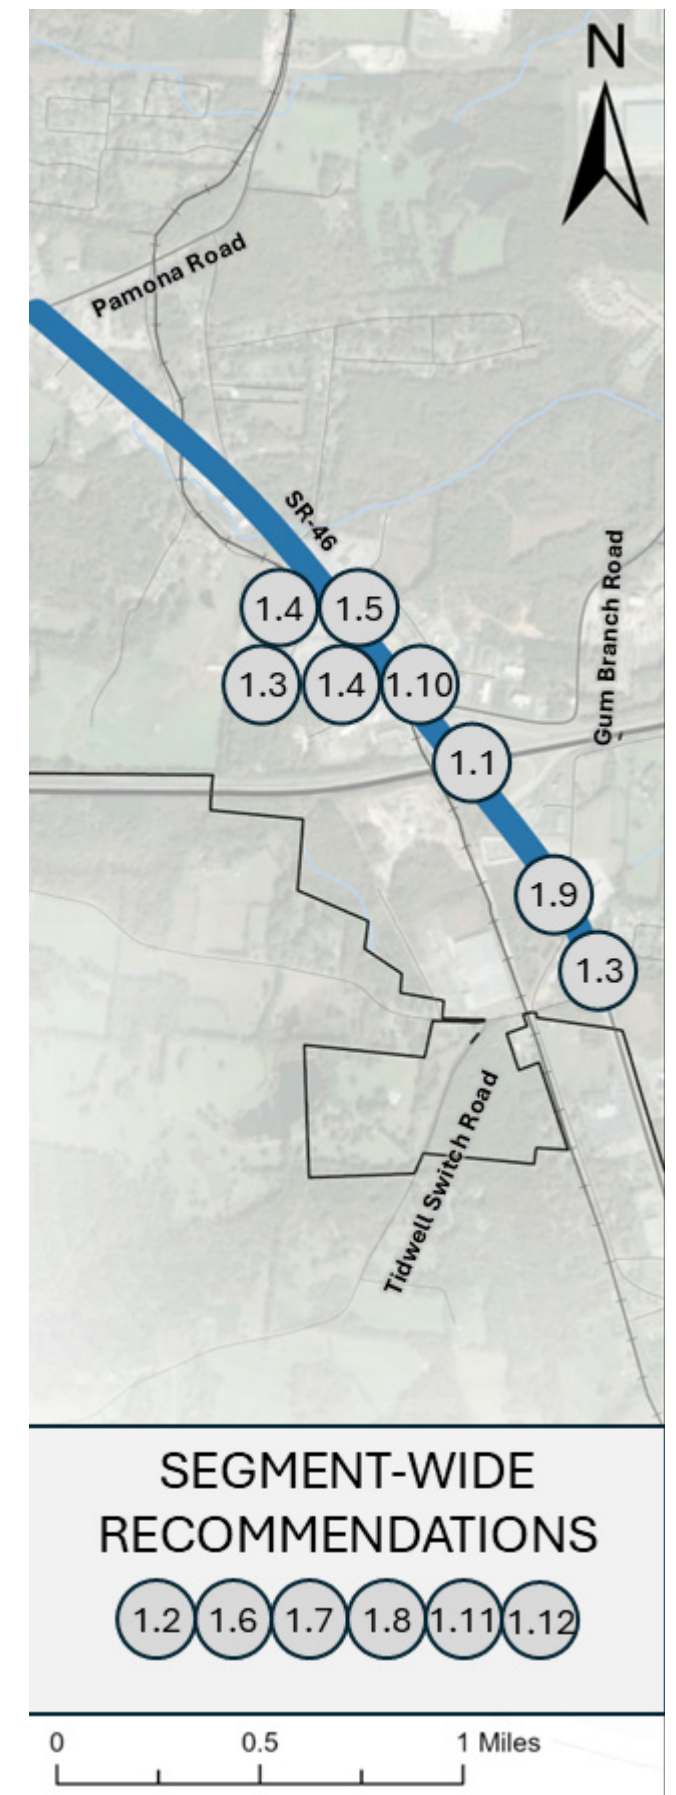 N
Pamona Road
SR-46
Gum Branch Road
1.4 1.5
1.3 1.4 1.10
1.1
1.9
1.3
Tidwell Switch Road
SEGMENT-WIDE
RECOMMENDATIONS
1.2 1.6 1.7 1.8 1.11 1.12
0 0.5 1 Miles